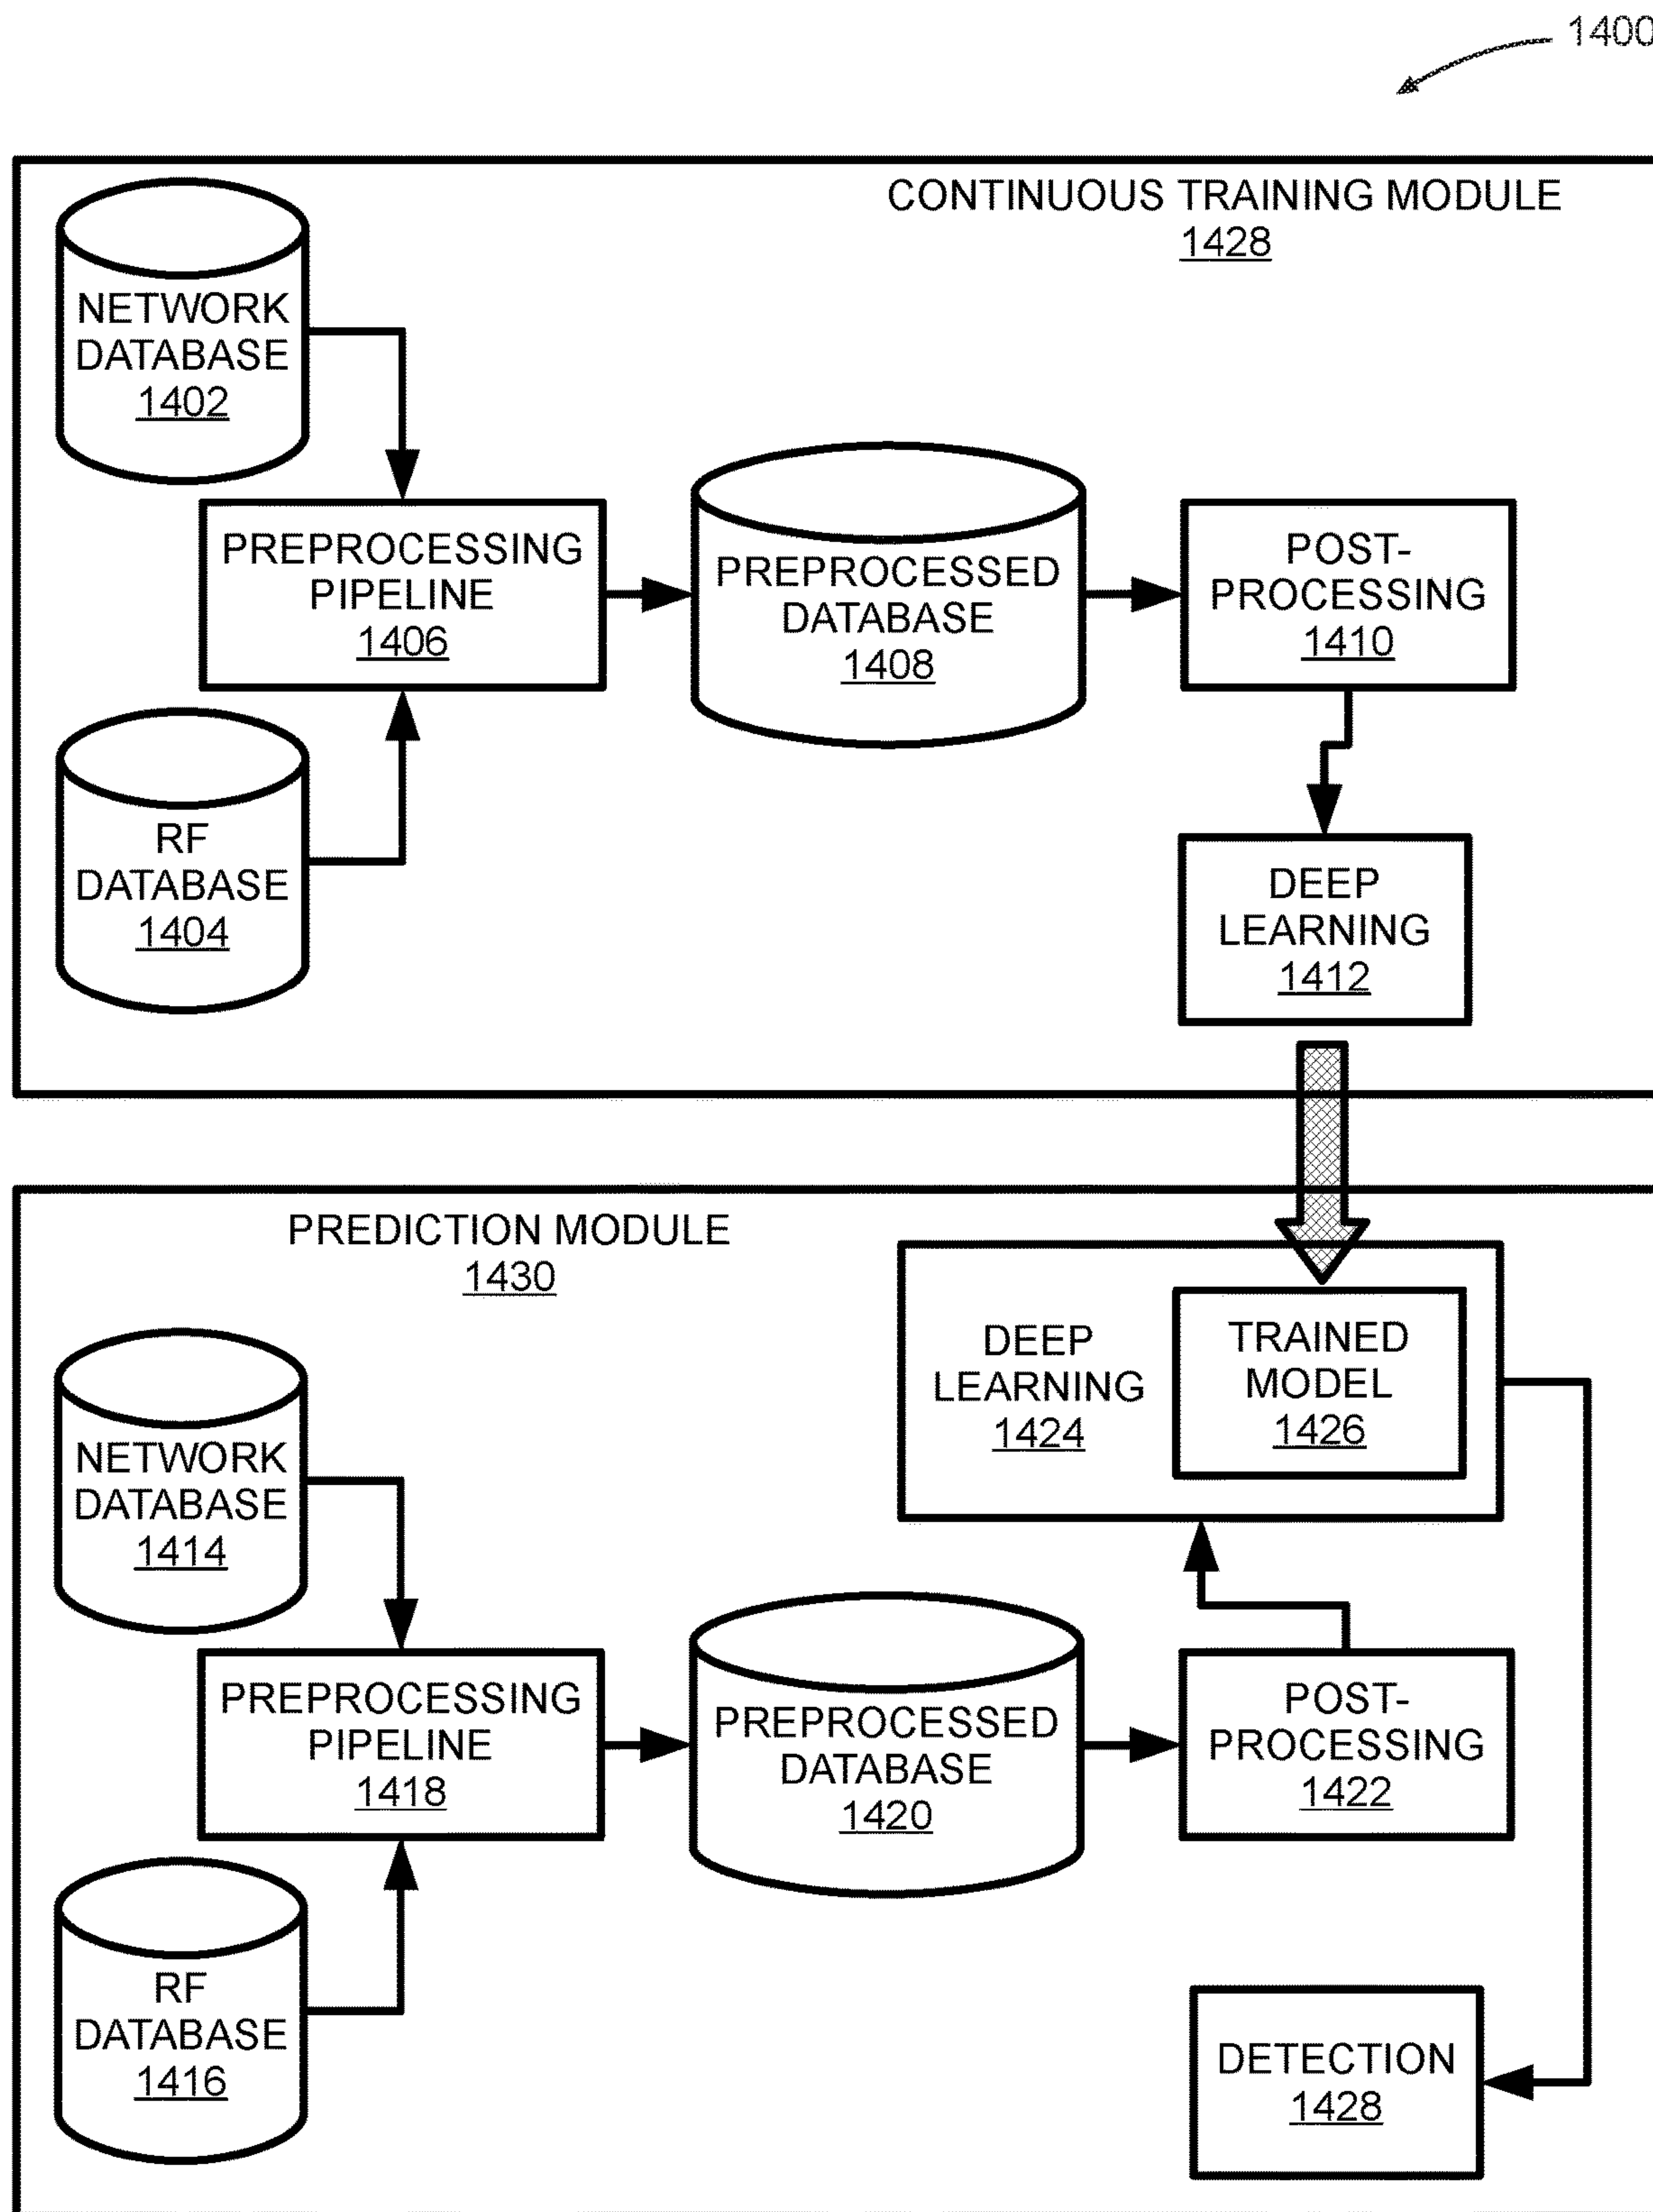 1400
CONTINUOUS TRAINING MODULE
1428
NETWORK
DATABASE
1402
PREPROCESSING
PIPELINE
1406
PREPROCESSED
DATABASE
1408
POST-
PROCESSING
1410
RF
DATABASE
1404
DEEP
LEARNING
1412
PREDICTION MODULE
1430
DEEP
LEARNING
1424
TRAINED
MODEL
1426
NETWORK
DATABASE
1414
PREPROCESSING
PIPELINE
1418
PREPROCESSED
DATABASE
1420
POST-
PROCESSING
1422
RF
DATABASE
1416
DETECTION
1428